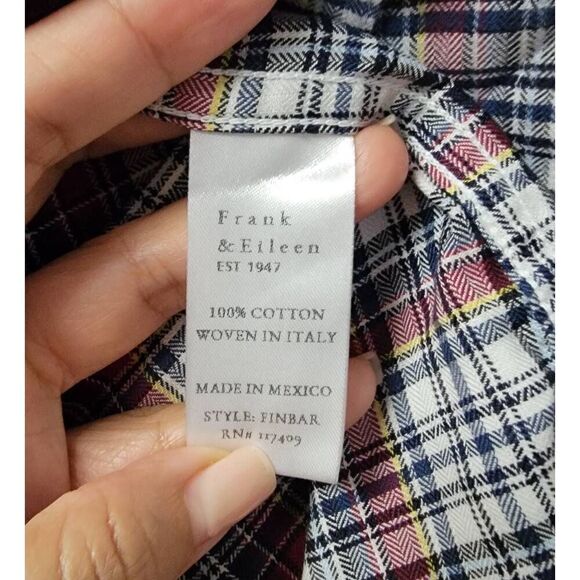 Frank
& Eileen
EST 1947
100% COTTON
WOVEN IN ITALY
MADE IN MEXICO
STYLE: FINBAR
RN# 117409